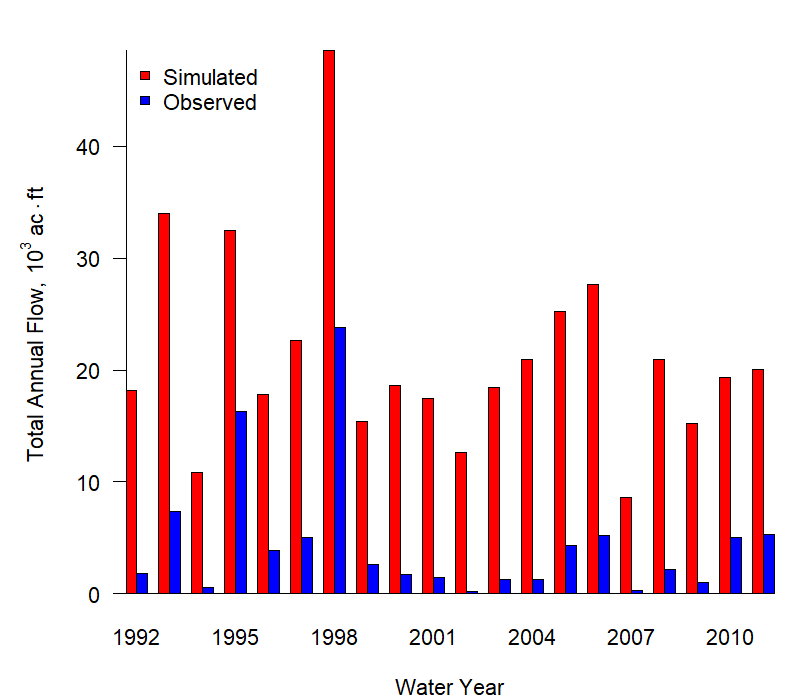 Simulated
Observed
40
30
20
10
0
Total Annual Flow, 10³ ac·ft
1992 1995 1998 2001 2004 2007 2010
Water Year